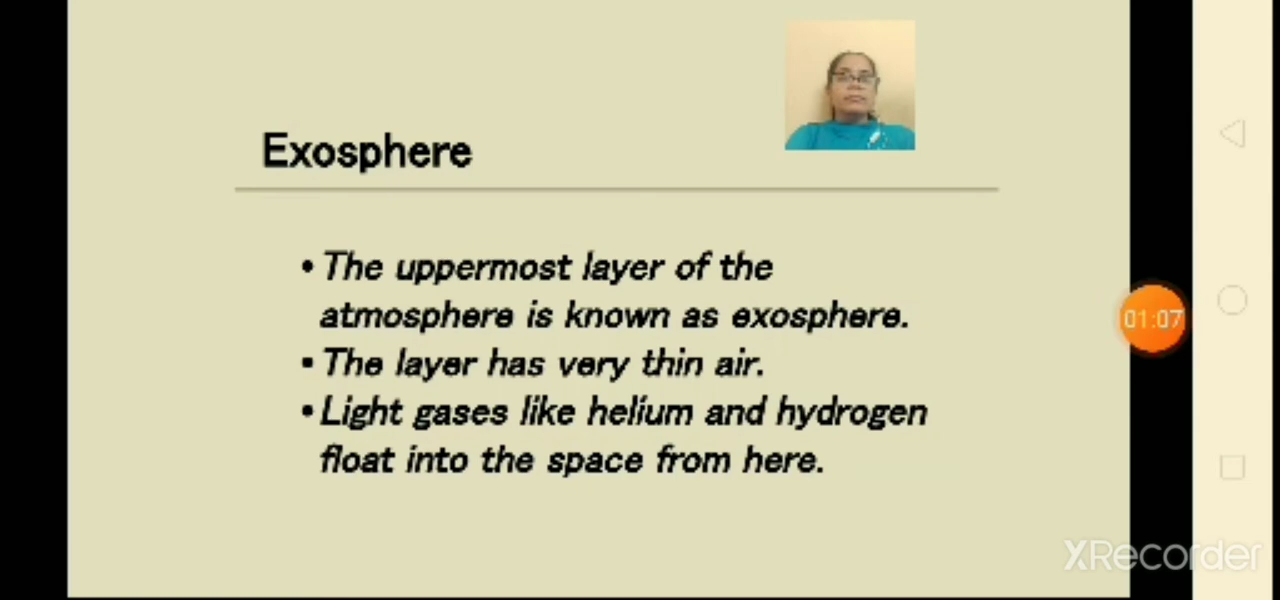 Exosphere
• The uppermost layer of the
atmosphere is known as exosphere.
• The layer has very thin air.
• Light gases like helium and hydrogen
float into the space from here.
01:07
XRecorder